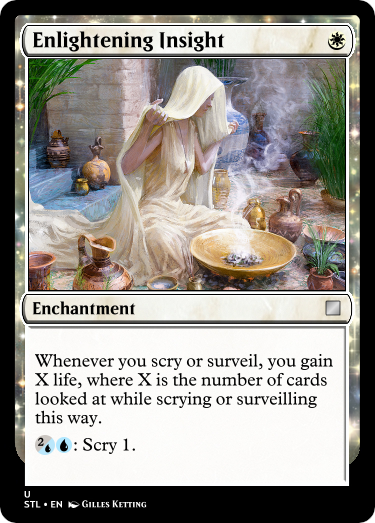 Enlightening Insight
Enchantment
Whenever you scry or surveil, you gain
X life, where X is the number of cards
looked at while scrying or surveilling
this way.
2 : Scry 1.
U
STL • EN Gilles Ketting